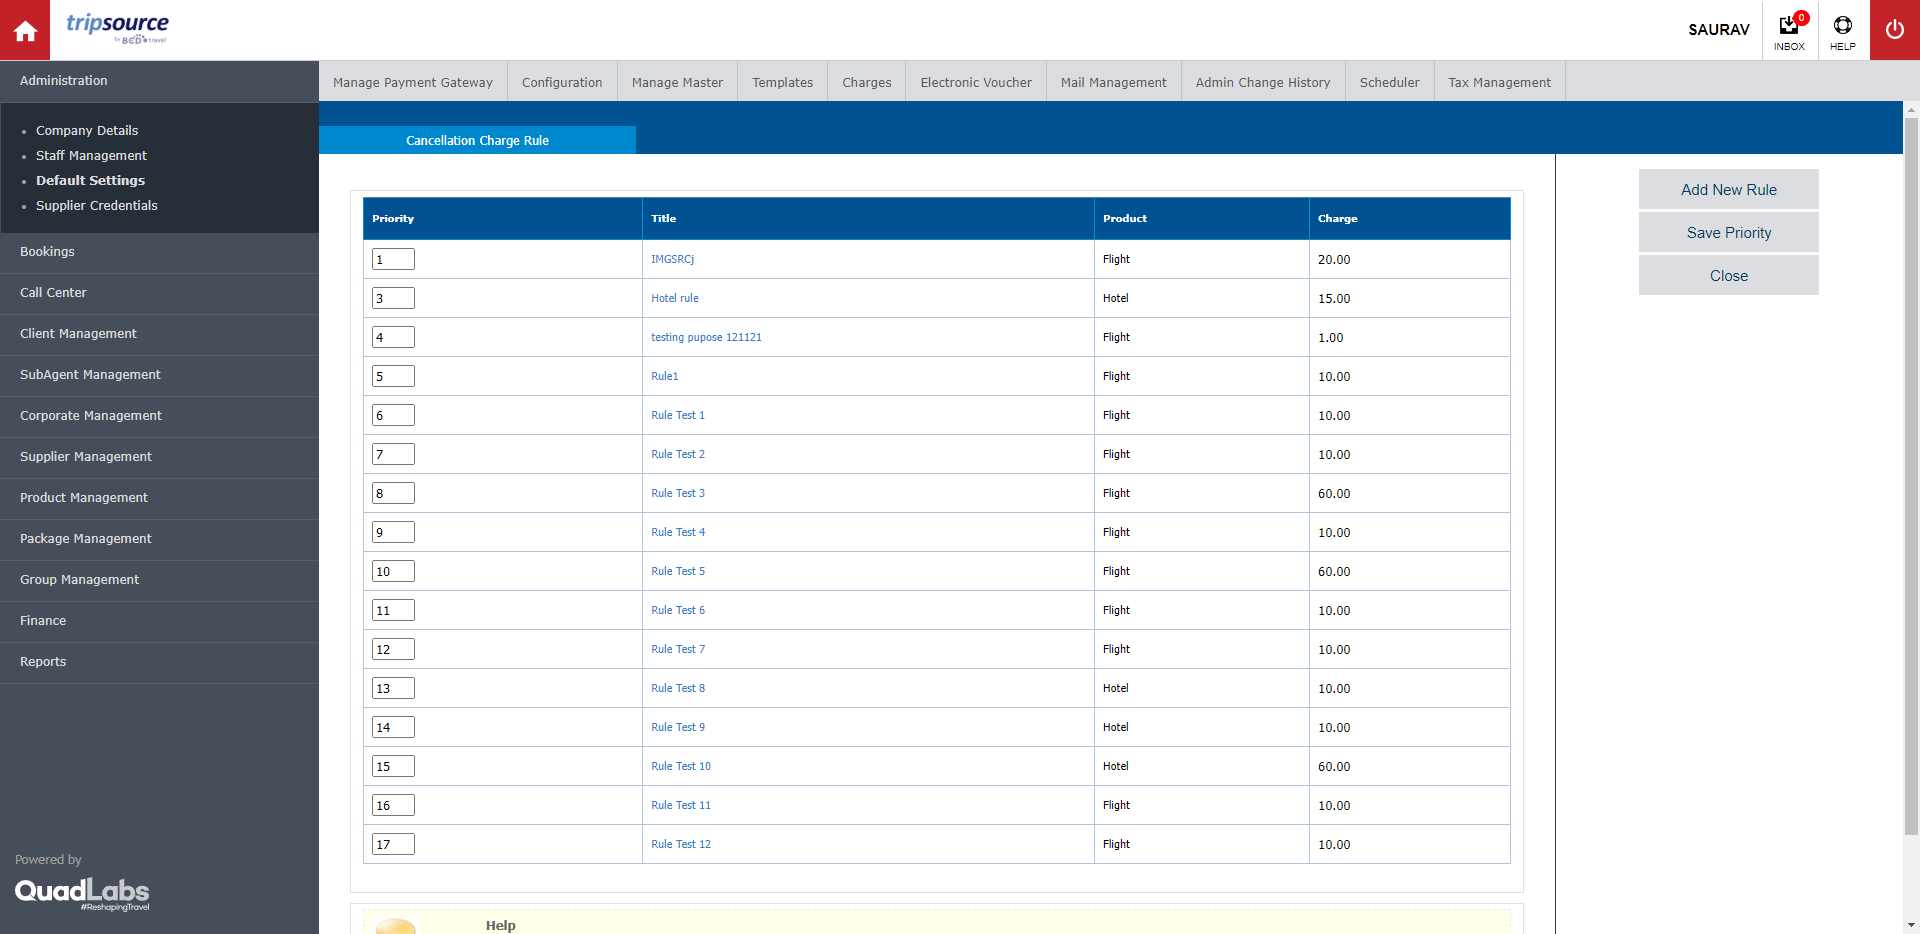 tripsource
by BCD travel
SAURAV
0
INBOX
HELP
Administration
Company Details
Staff Management
Default Settings
Supplier Credentials
Bookings
Call Center
Client Management
SubAgent Management
Corporate Management
Supplier Management
Product Management
Package Management
Group Management
Finance
Reports
Powered by
QuadLabs
#ReshapingTravel
Manage Payment Gateway Configuration Manage Master Templates Charges Electronic Voucher Mail Management Admin Change History Scheduler Tax Management
Cancellation Charge Rule
Priority Title Product Charge
1 IMGSRCj Flight 20.00
3 Hotel rule Hotel 15.00
4 testing pupose 121121 Flight 1.00
5 Rule1 Flight 10.00
6 Rule Test 1 Flight 10.00
7 Rule Test 2 Flight 10.00
8 Rule Test 3 Flight 60.00
9 Rule Test 4 Flight 10.00
10 Rule Test 5 Flight 60.00
11 Rule Test 6 Flight 10.00
12 Rule Test 7 Flight 10.00
13 Rule Test 8 Hotel 10.00
14 Rule Test 9 Hotel 10.00
15 Rule Test 10 Hotel 60.00
16 Rule Test 11 Flight 10.00
17 Rule Test 12 Flight 10.00
Help
Add New Rule
Save Priority
Close